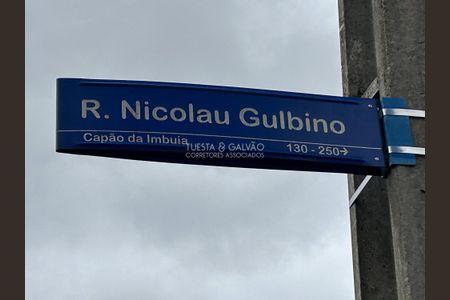 R. Nicolau Gulbino
Capão da Imbuia
130 - 250→
TUESTA & GALVÃO
CORRETORES ASSOCIADOS